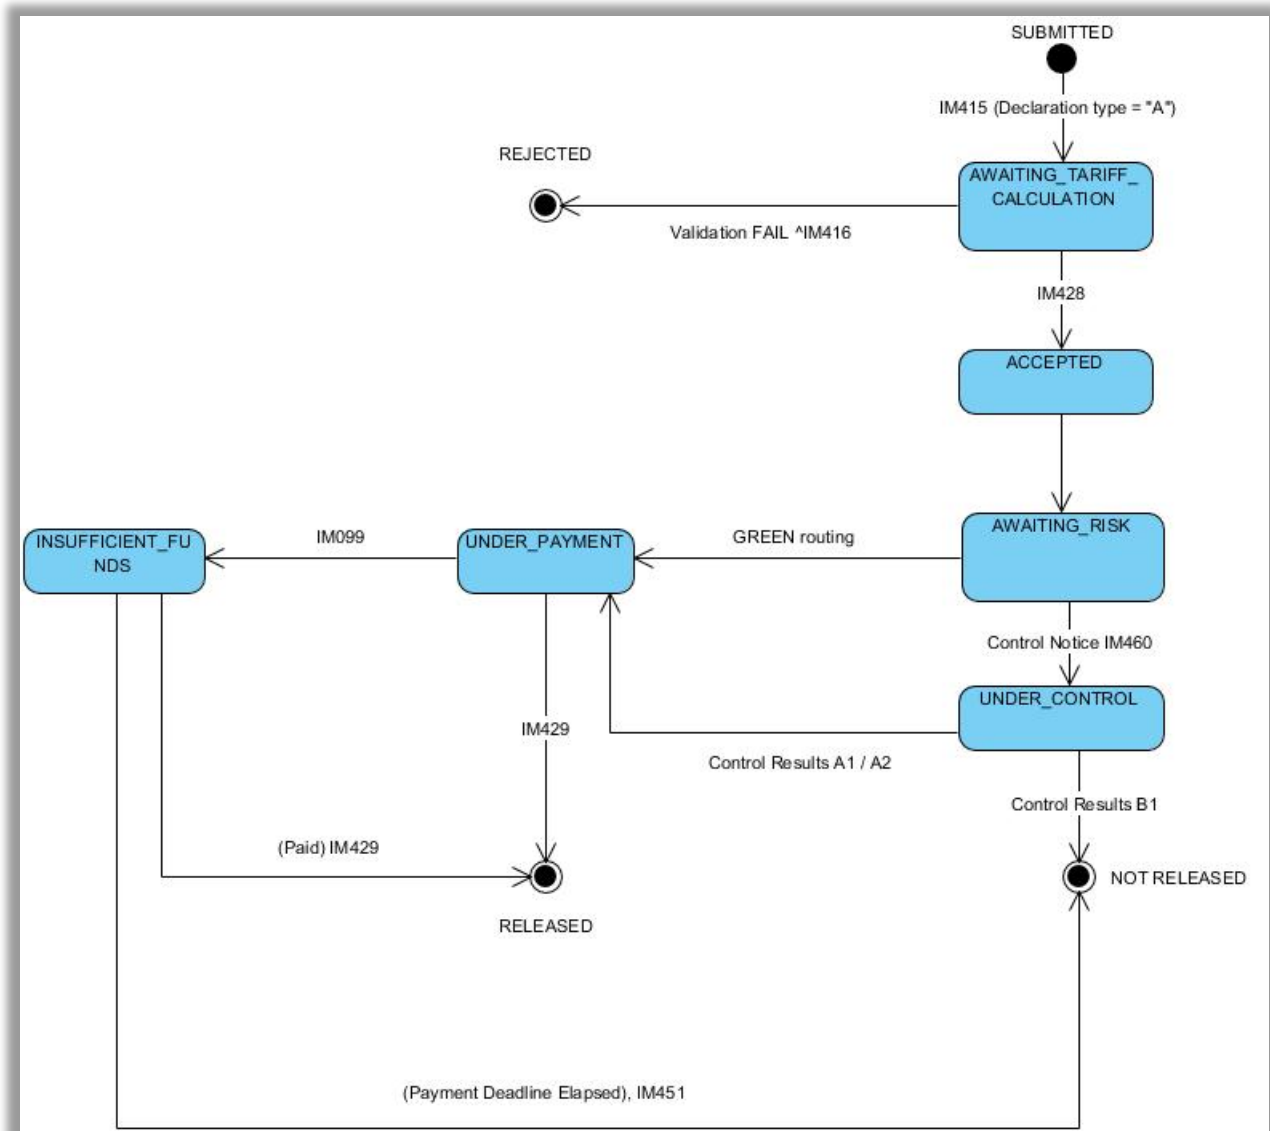 SUBMITTED
IM415 (Declaration type = "A")
REJECTED
AWAITING_TARIFF_
CALCULATION
Validation FAIL ^IM416
IM428
ACCEPTED
AWAITING_RISK
GREEN routing
UNDER_PAYMENT
IM099
INSUFFICIENT_FU
NDS
Control Notice IM460
UNDER_CONTROL
IM429
Control Results A1 / A2
Control Results B1
(Paid) IM429
NOT RELEASED
RELEASED
(Payment Deadline Elapsed), IM451